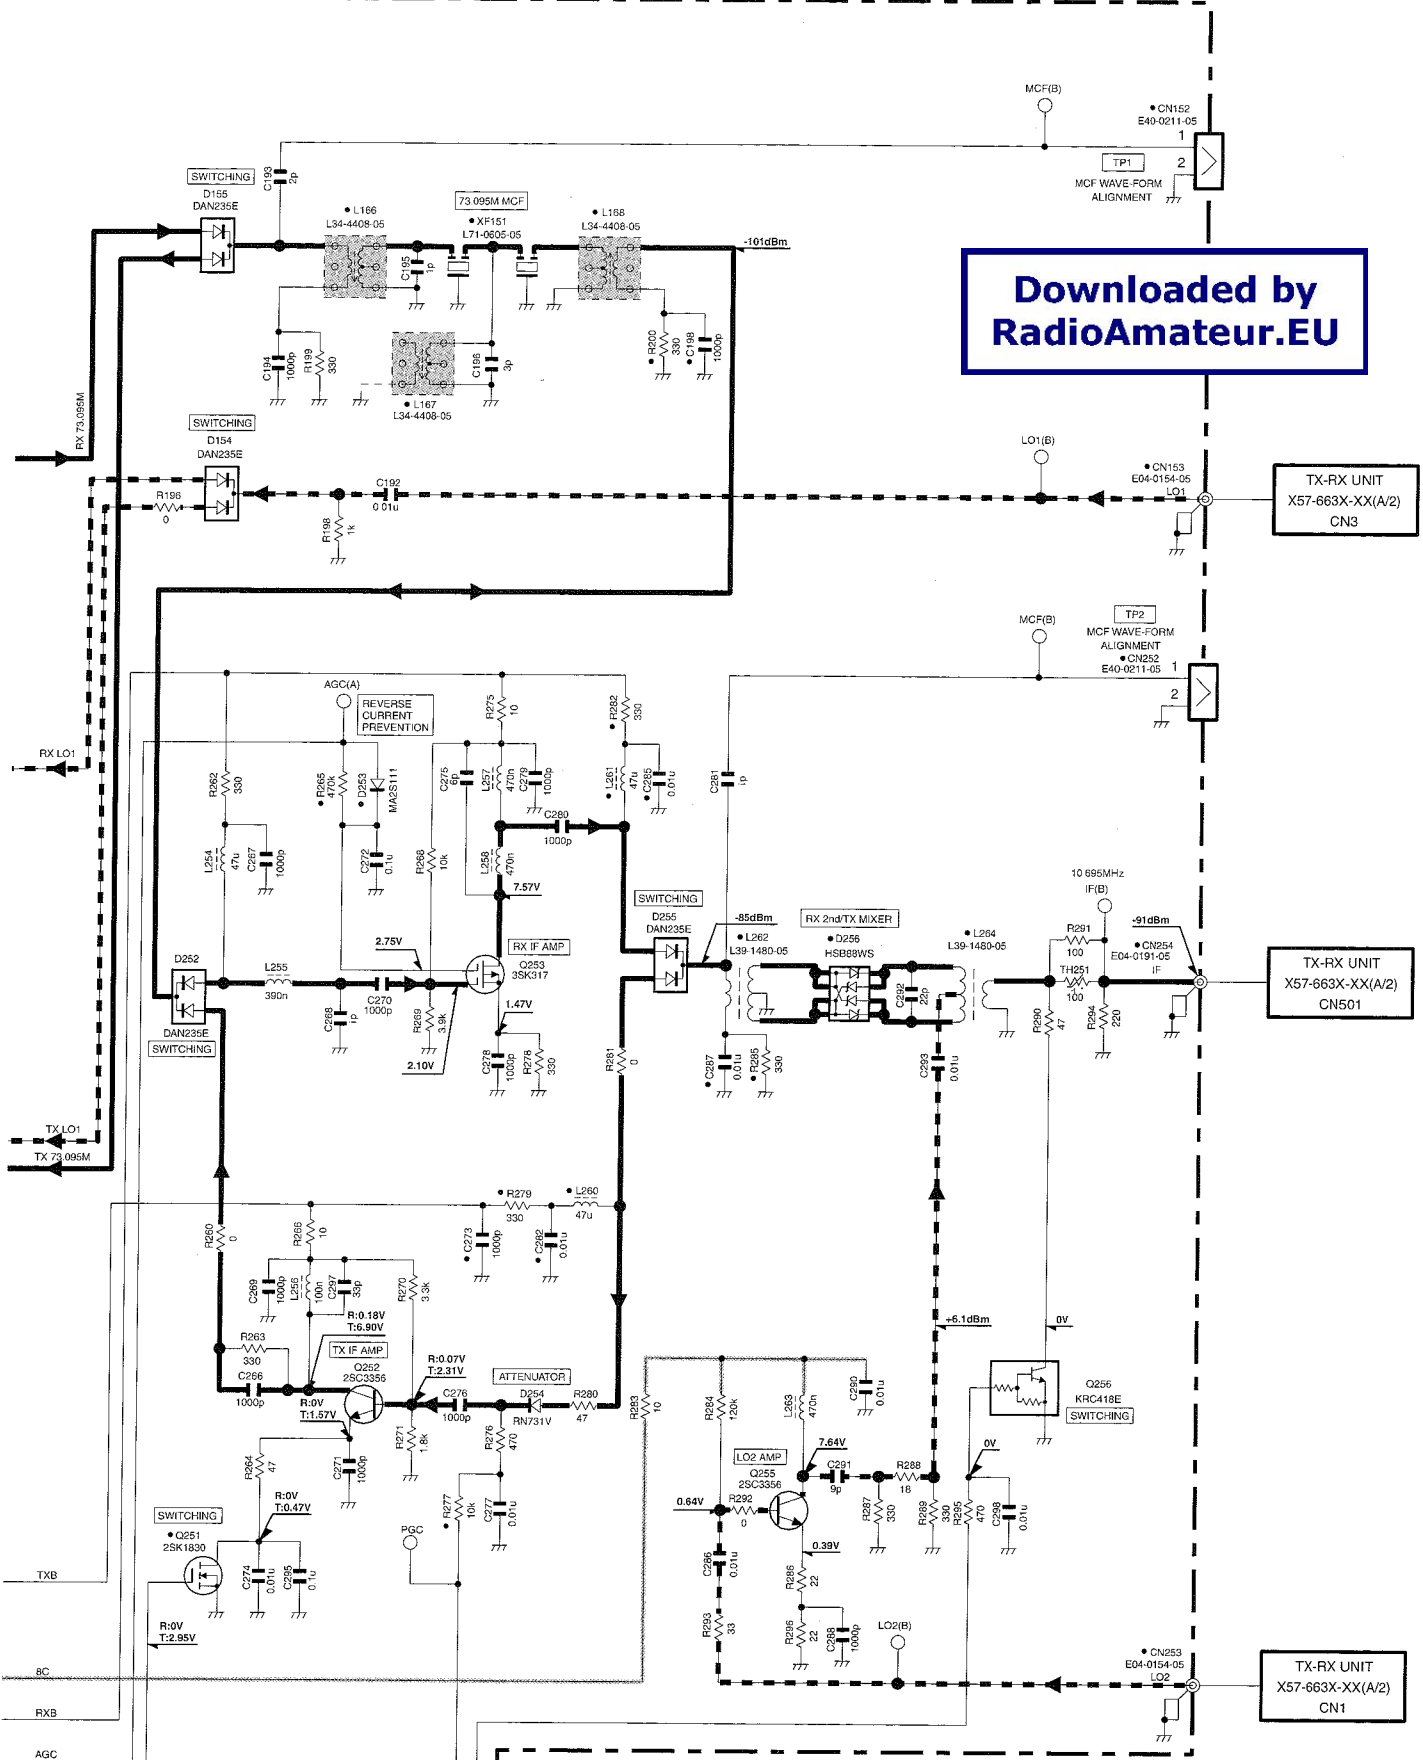 MCF(B)
• CN152
E40-0211-05
1
2
TP1
MCF WAVE-FORM
ALIGNMENT
C193
2p
SWITCHING
D155
DAN235E
• L166
L34-4408-05
73.095M MCF
• XF151
L71-0605-05
• L168
L34-4408-05
-101dBm
C195
1p
C194
1000p
R199
330
C196
3p
• R200
330
• C198
1000p
• L167
L34-4408-05
Downloaded by
RadioAmateur.EU
RX 73.095M
SWITCHING
D154
DAN235E
R196
0
C192
0.01u
R198
1k
LO1(B)
• CN153
E04-0154-05
LO1
TX-RX UNIT
X57-663X-XX(A/2)
CN3
MCF(B)
TP2
MCF WAVE-FORM
ALIGNMENT
• CN252
E40-0211-05
1
2
AGC(A)
REVERSE
CURRENT
PREVENTION
R275
10
• R282
330
RX LO1
R262
330
• R265
470k
• D253
MA2S111
C275
6p
L257
470n
C279
1000p
• L261
47u
• C285
0.01u
C281
1p
L254
47u
C267
1000p
C272
0.1u
R268
10k
L258
470n
C280
1000p
7.57V
SWITCHING
D255
DAN235E
-85dBm
• L262
L39-1480-05
RX 2nd/TX MIXER
• D256
HSB88WS
• L264
L39-1480-05
10.695MHz
IF(B)
R291
100
TH251
100
• CN254
E04-0191-05
IF
-91dBm
TX-RX UNIT
X57-663X-XX(A/2)
CN501
2.75V
RX IF AMP
Q253
3SK317
1.47V
D252
DAN235E
SWITCHING
L255
390n
C268
1p
C270
1000p
R269
3.9k
2.10V
C278
1000p
R278
330
R281
0
• C287
0.01u
• R285
330
C292
22p
C293
0.01u
R290
47
R294
220
TX LO1
TX 73.095M
R260
0
R266
10
• R279
330
• L260
47u
• C273
1000p
• C282
0.01u
C269
1000p
L256
100n
C297
33p
R270
3.3k
R:0.18V
T:6.90V
TX IF AMP
Q252
2SC3356
R263
330
C266
1000p
R:0V
T:1.57V
R:0.07V
T:2.31V
C276
1000p
ATTENUATOR
D254
RN731V
R280
47
R271
1.8k
R276
470
C271
1000p
R264
47
R:0V
T:0.47V
• R277
10k
C277
0.01u
PGC
SWITCHING
• Q251
2SK1830
C274
0.01u
C295
0.1u
R:0V
T:2.95V
R283
10
R284
120k
L263
470n
C290
0.01u
+6.1dBm
0V
Q256
KRC418E
SWITCHING
LO2 AMP
Q255
2SC3356
7.64V
C291
9p
R288
18
R287
330
R289
330
R295
470
0V
C298
0.01u
0.64V
R292
0
C286
0.01u
R293
33
0.39V
R286
22
R296
22
C288
1000p
LO2(B)
• CN253
E04-0154-05
LO2
TX-RX UNIT
X57-663X-XX(A/2)
CN1
TXB
8C
RXB
AGC